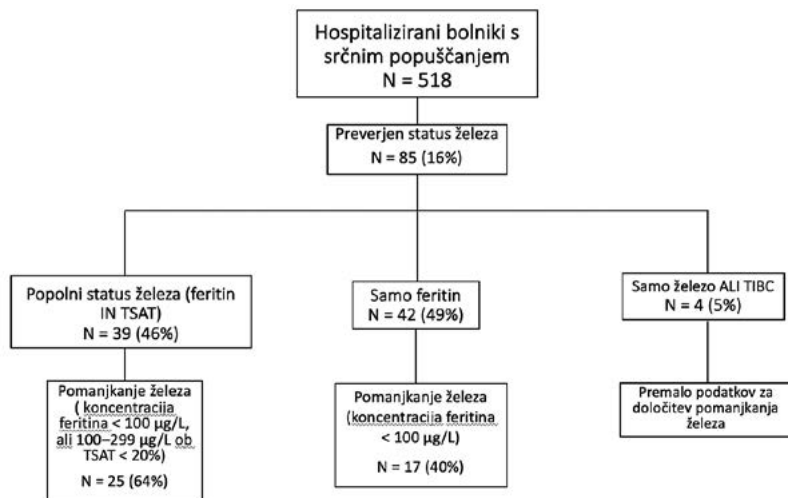 Hospitalizirani bolniki s
srčnim popuščanjem
N = 518
Preverjen status železa
N = 85 (16%)
Popolni status železa (feritin
IN TSAT)
N = 39 (46%)
Samo feritin
N = 42 (49%)
Samo železo ALI TIBC
N = 4 (5%)
Pomanjkanje železa
( koncentracija
feritina < 100 µg/L,
ali 100–299 µg/L ob
TSAT < 20%)
N = 25 (64%)
Pomanjkanje železa
(koncentracija feritina
< 100 µg/L)
N = 17 (40%)
Premalo podatkov za
določitev pomanjkanja
železa